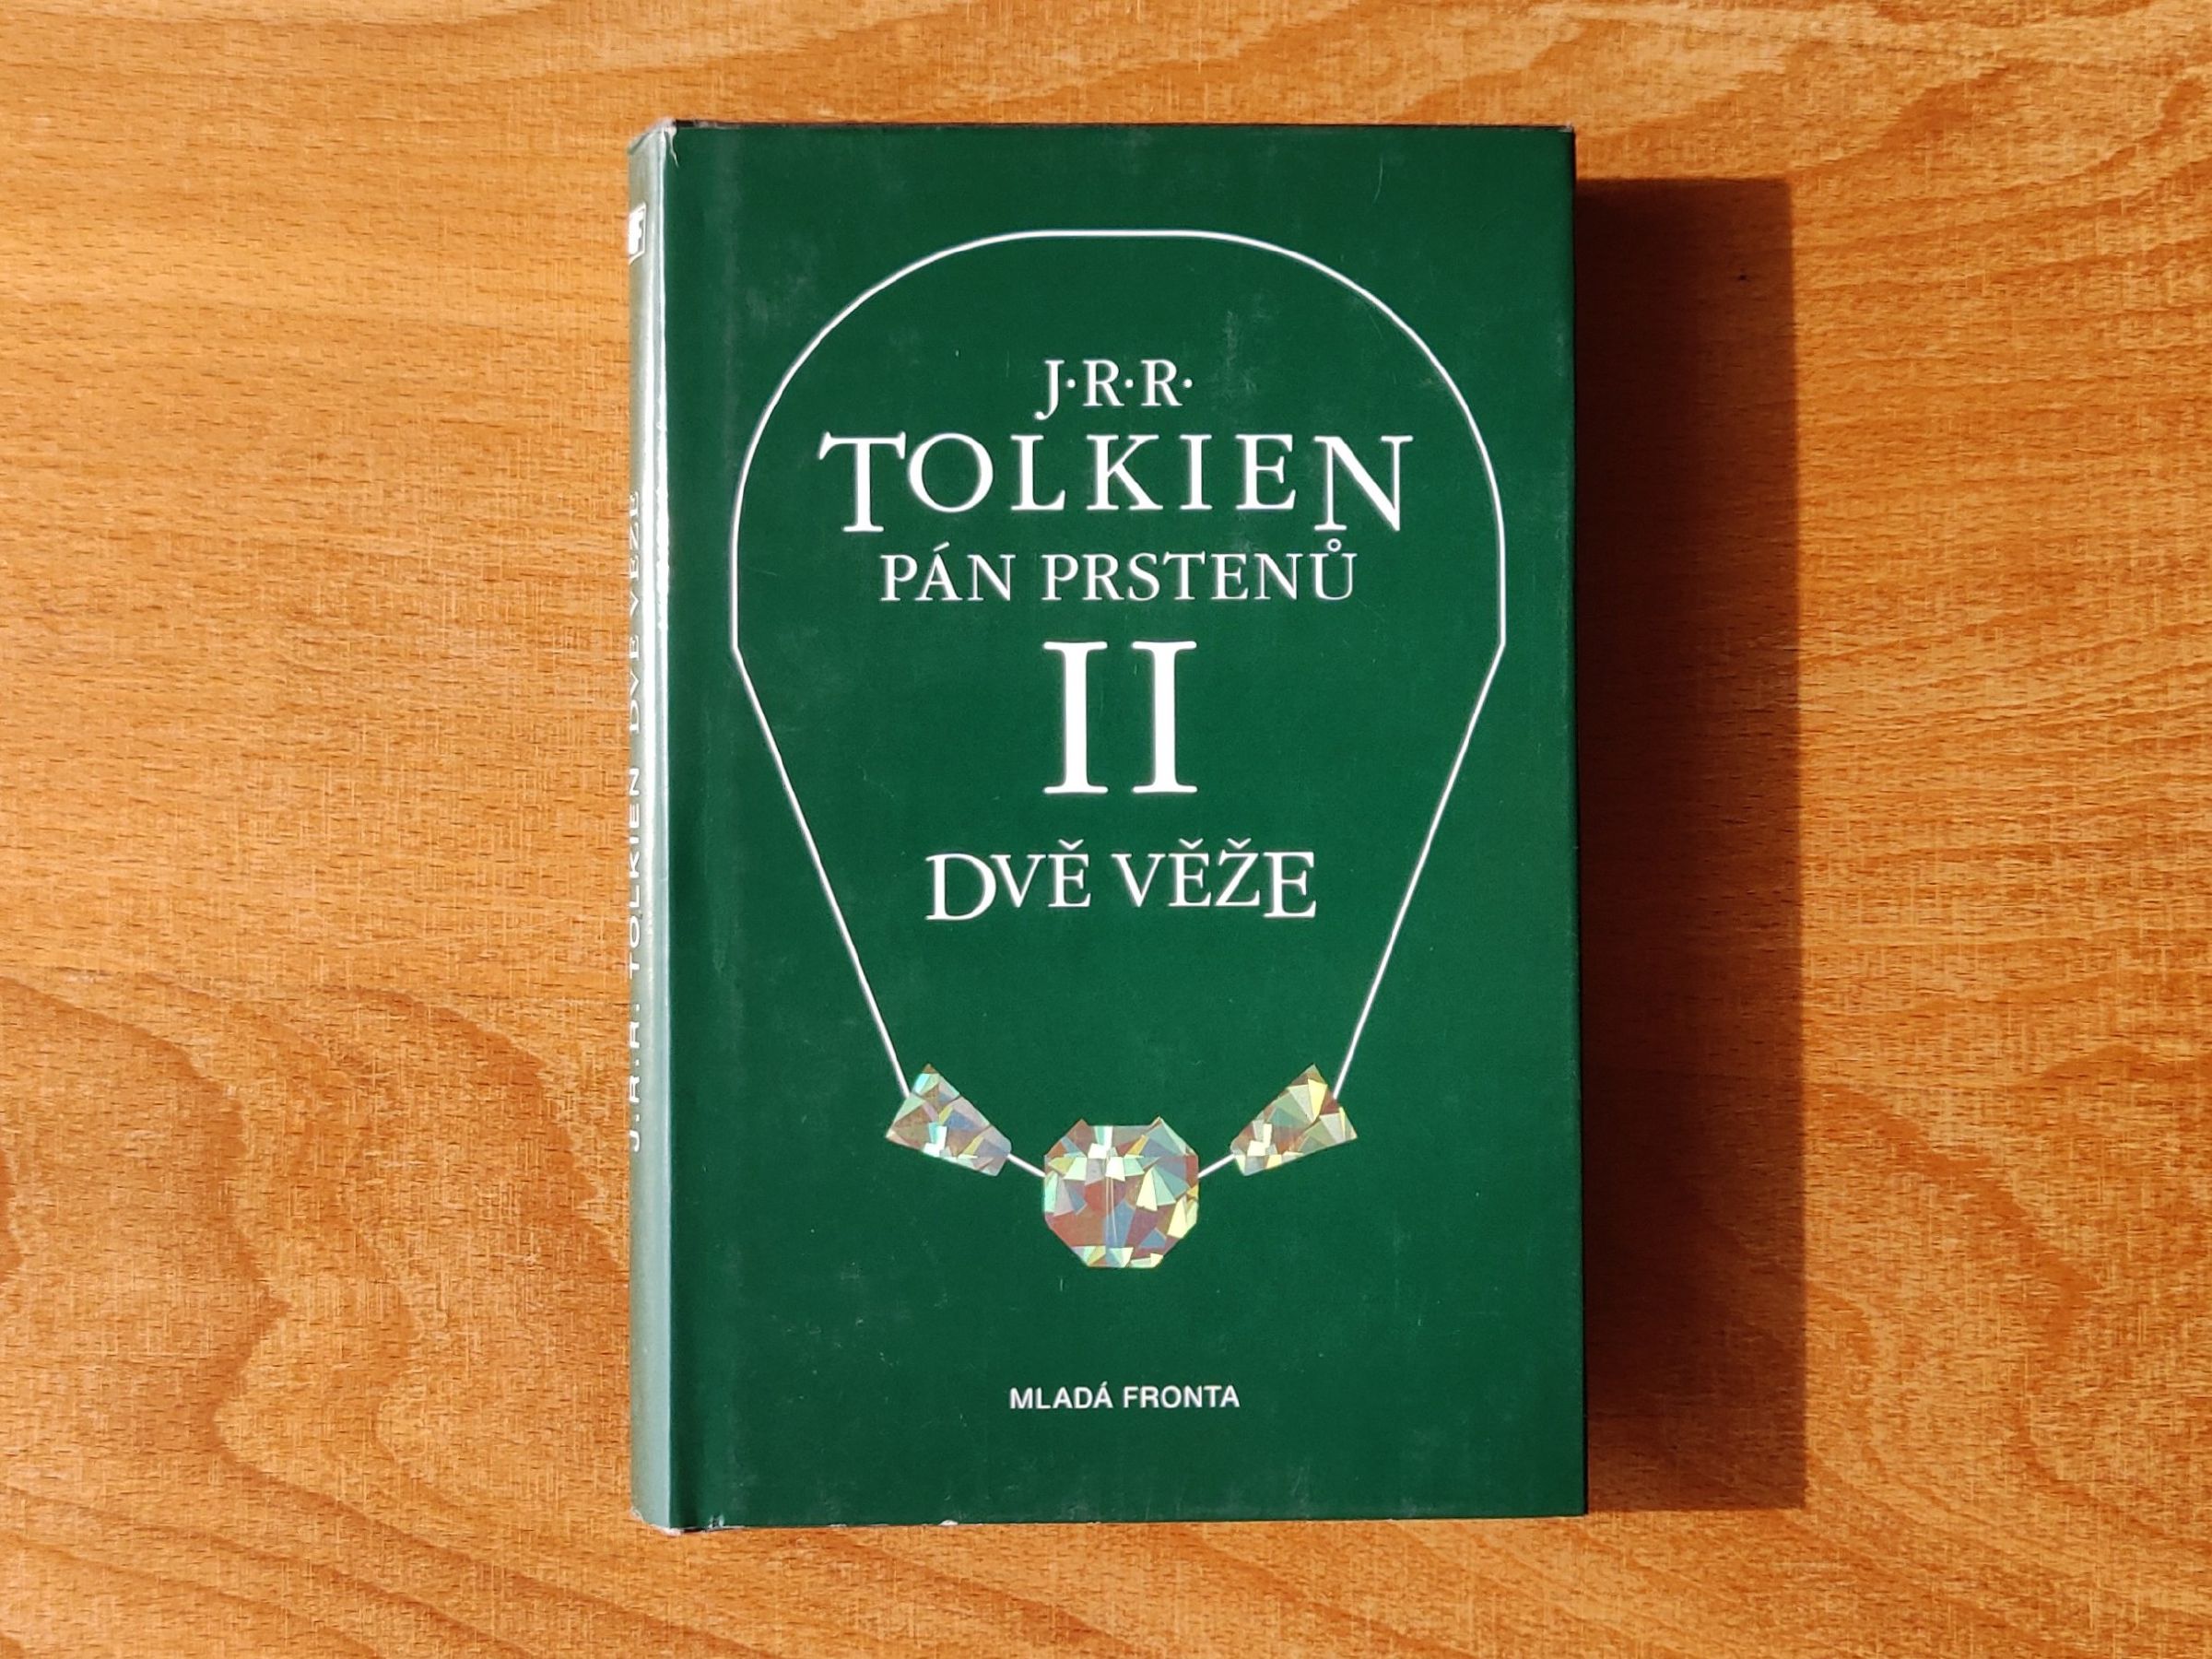 J·R·R·
TOLKIEN
PÁN PRSTENŮ
II
DVĚ VĚŽE
MLADÁ FRONTA
J. R. R. TOLKIEN DVĚ VĚŽE